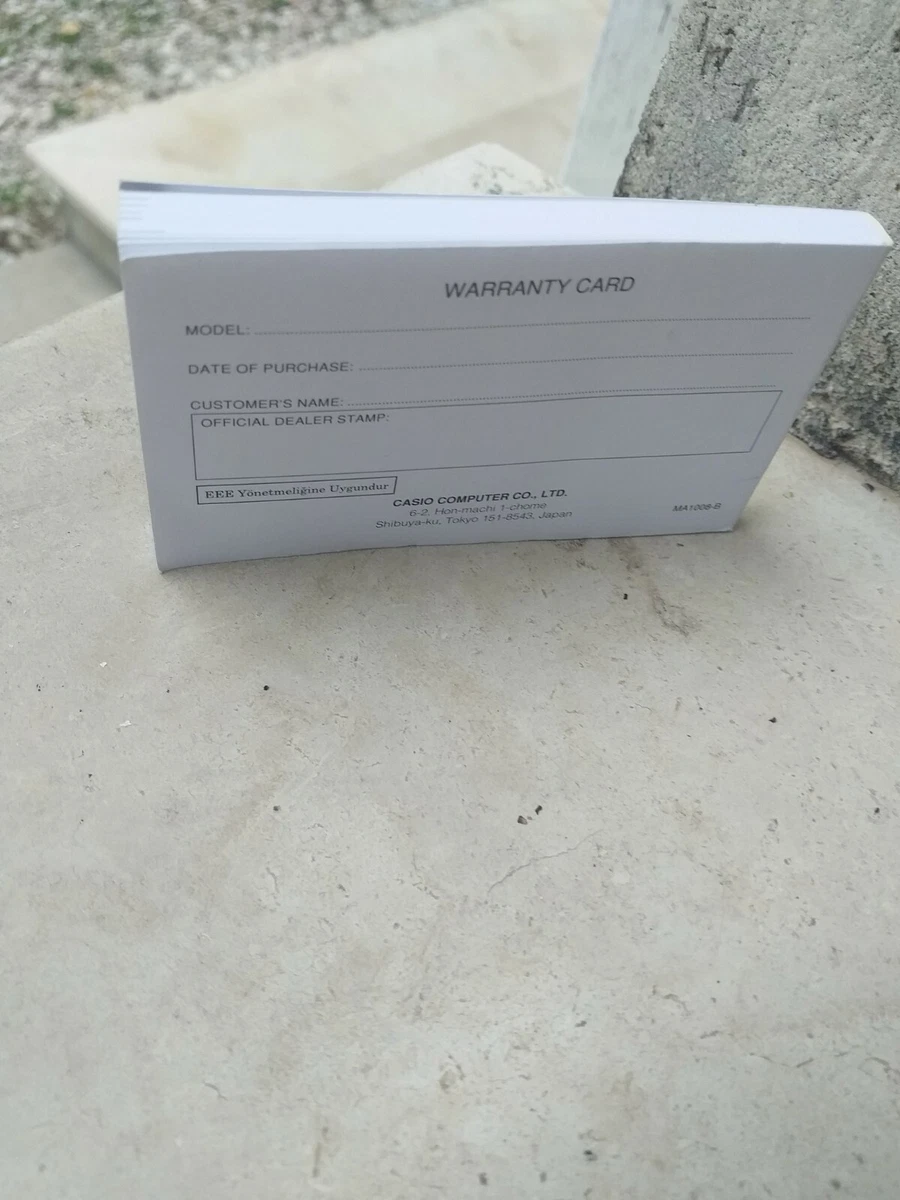 WARRANTY CARD
MODEL:
DATE OF PURCHASE:
CUSTOMER'S NAME:
OFFICIAL DEALER STAMP:
EEE Yönetmeliğine Uygundur
CASIO COMPUTER CO., LTD.
6-2, Hon-machi 1-chome
Shibuya-ku, Tokyo 151-8543, Japan
MA1008-B